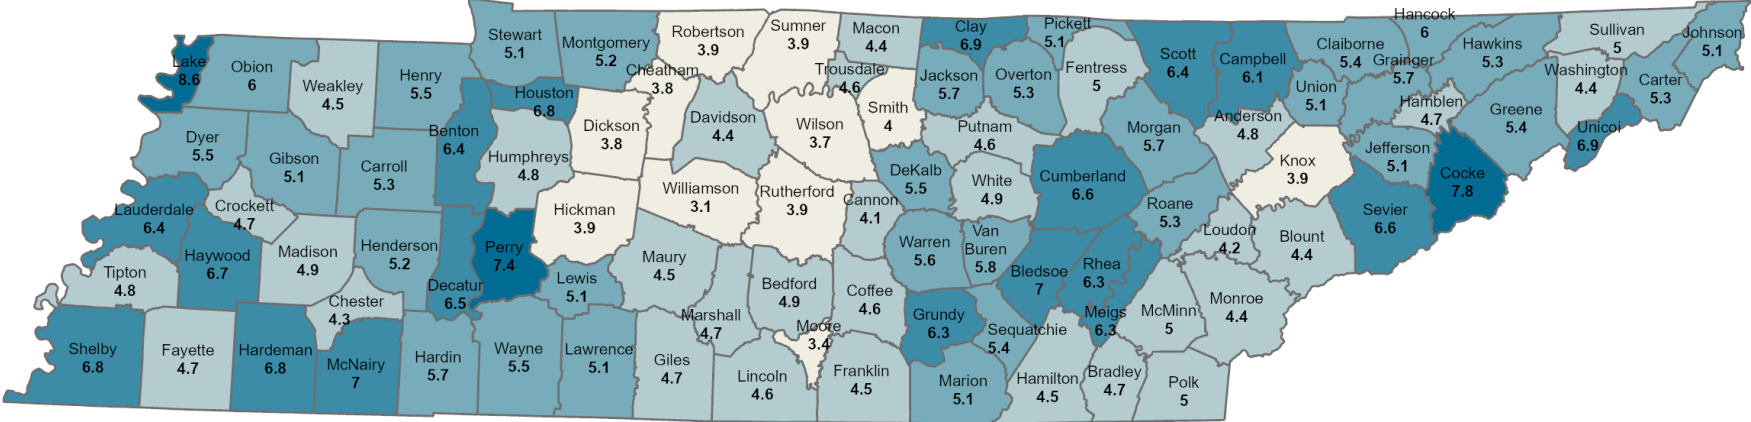 Lake
8.6
Obion
6
Weakley
4.5
Henry
5.5
Stewart
5.1
Montgomery
5.2
Robertson
3.9
Sumner
3.9
Macon
4.4
Clay
6.9
Pickett
5.1
Scott
6.4
Campbell
6.1
Claiborne
5.4
Hancock
6
Hawkins
5.3
Sullivan
5
Johnson
5.1
Cheatham
3.8
Trousdale
4.6
Jackson
5.7
Overton
5.3
Fentress
5
Union
5.1
Grainger
5.7
Hamblen
4.7
Washington
4.4
Carter
5.3
Houston
6.8
Dickson
3.8
Davidson
4.4
Wilson
3.7
Smith
4
Putnam
4.6
Morgan
5.7
Anderson
4.8
Greene
5.4
Unicoi
6.9
Dyer
5.5
Gibson
5.1
Carroll
5.3
Benton
6.4
Humphreys
4.8
Knox
3.9
Jefferson
5.1
Cocke
7.8
Lauderdale
6.4
Crockett
4.7
Hickman
3.9
Williamson
3.1
Rutherford
3.9
Cannon
4.1
DeKalb
5.5
White
4.9
Cumberland
6.6
Roane
5.3
Loudon
4.2
Blount
4.4
Sevier
6.6
Tipton
4.8
Haywood
6.7
Madison
4.9
Henderson
5.2
Decatur
6.5
Perry
7.4
Lewis
5.1
Maury
4.5
Bedford
4.9
Coffee
4.6
Warren
5.6
Van
Buren
5.8
Bledsoe
7
Rhea
6.3
Meigs
6.3
McMinn
5
Monroe
4.4
Chester
4.3
Marshall
4.7
Moore
3.4
Grundy
6.3
Sequatchie
5.4
Shelby
6.8
Fayette
4.7
Hardeman
6.8
McNairy
7
Hardin
5.7
Wayne
5.5
Lawrence
5.1
Giles
4.7
Lincoln
4.6
Franklin
4.5
Marion
5.1
Hamilton
4.5
Bradley
4.7
Polk
5